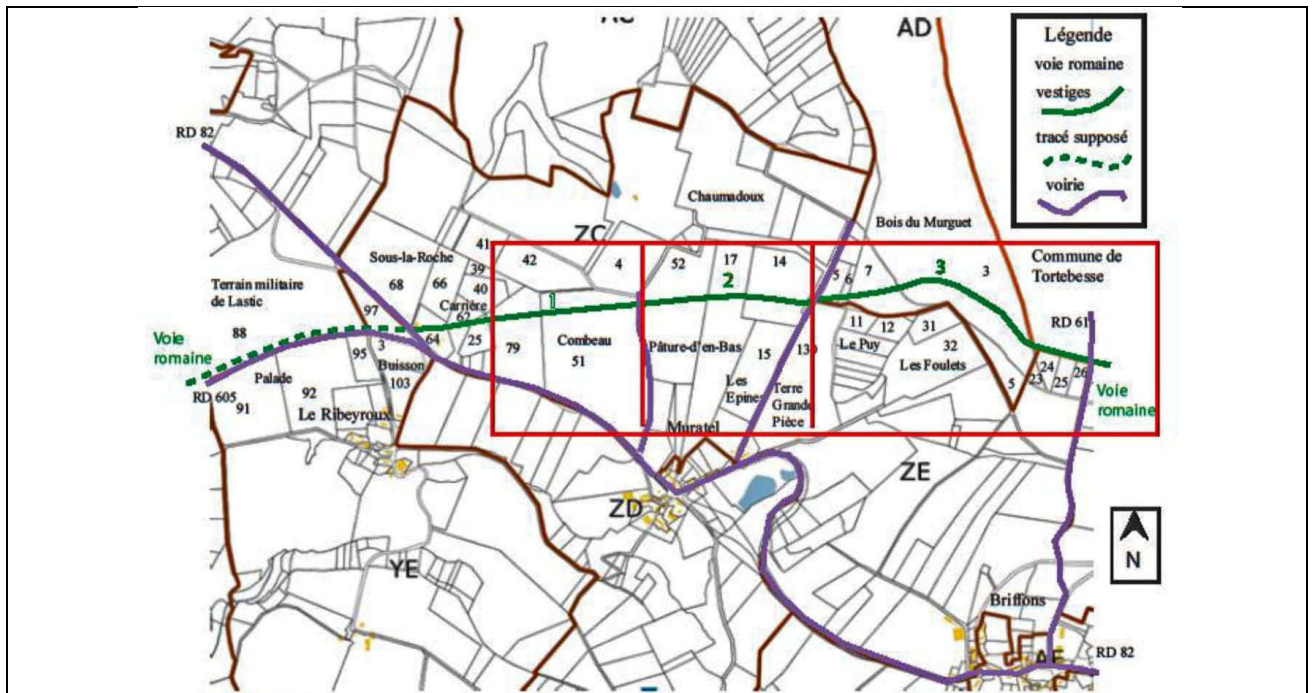 AD
Légende
voie romaine
vestiges
tracé supposé
voirie
RD 82
Chaumadoux
Bois du Murguet
ZC
41
42
4
52
17
14
5
6
7
3
3
Commune de
Tortebesse
Sous-la-Roche
39
68
66
40
Carrière
62
1
2
Terrain militaire
de Lastic
97
RD 61
88
Voie
romaine
3
64
25
79
Combeau
51
Pâture-d'en-Bas
15
130
11
12
31
Le Puy
32
Les Foulets
95
Buisson
103
Palade
92
RD 605
91
Les
Epines
Terre
Grande
Pièce
5
24
23
25
26
Voie
romaine
Le Ribeyroux
Muratel
ZE
ZD
N
YE
Briffons
AE
RD 82